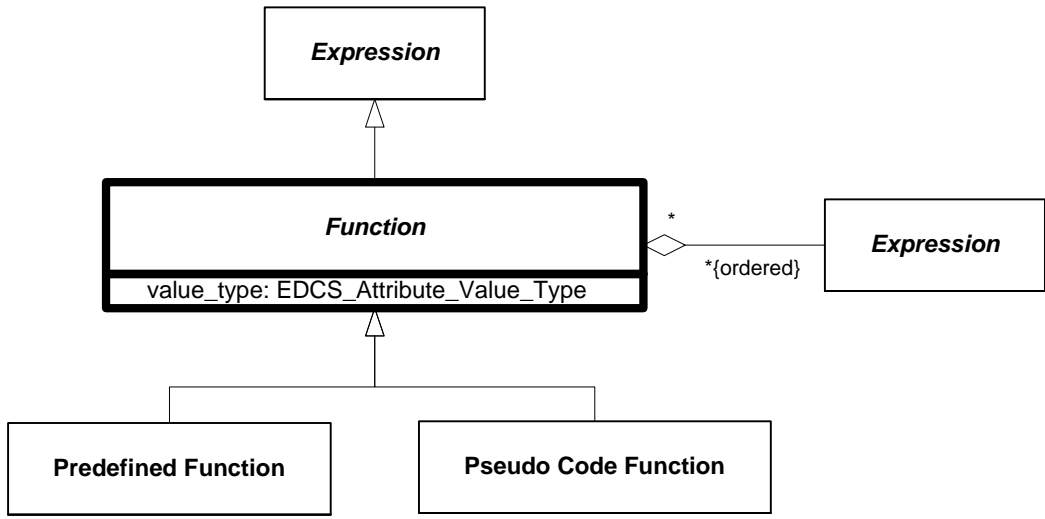 Expression
Function
*
Expression
*{ordered}
value_type: EDCS_Attribute_Value_Type
Predefined Function
Pseudo Code Function